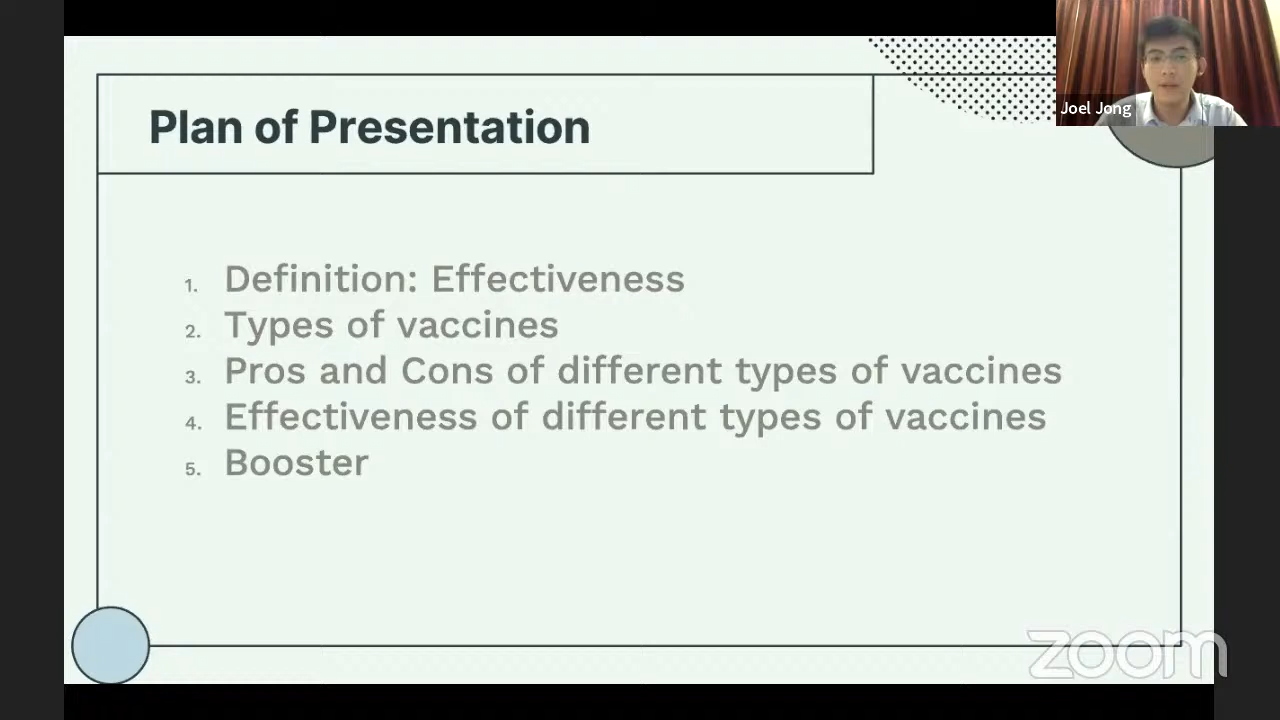 Plan of Presentation
Joel Jong
1. Definition: Effectiveness
2. Types of vaccines
3. Pros and Cons of different types of vaccines
4. Effectiveness of different types of vaccines
5. Booster
zoom